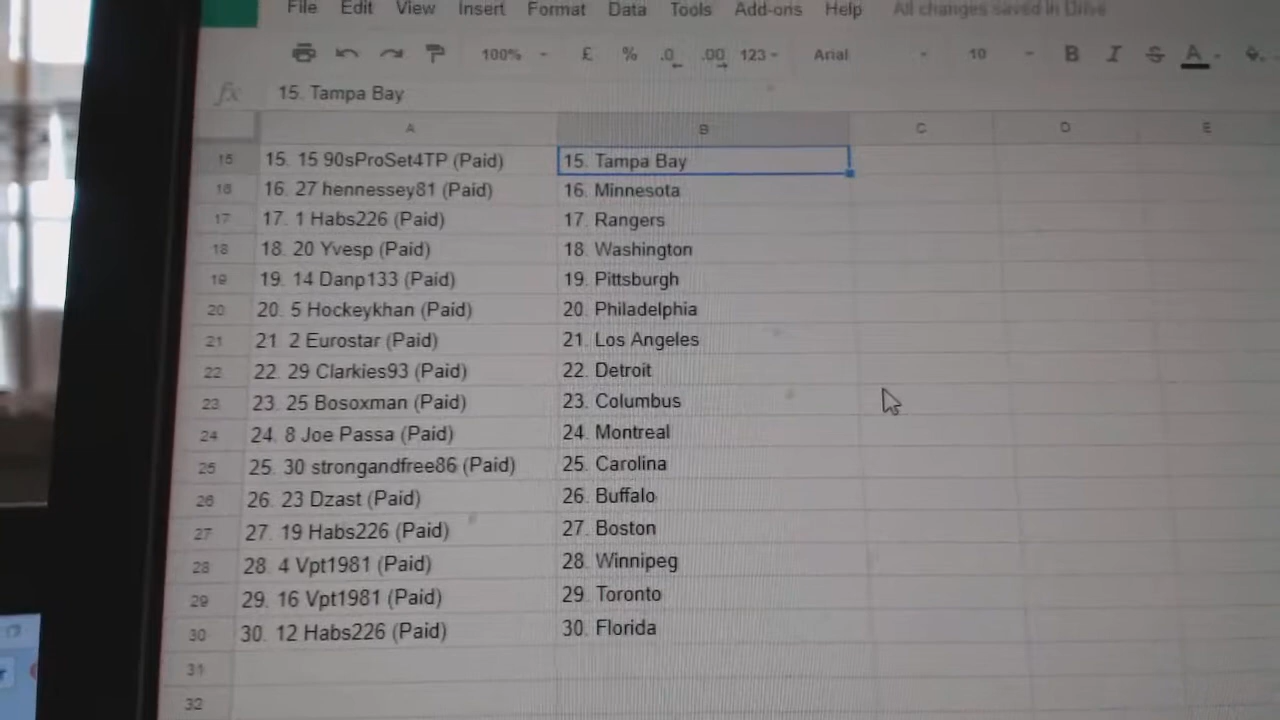 File Edit View Insert Format Data Tools Add-ons Help All changes saved in Drive
100% £ % .0 .00 123 Arial 10 B I S A
fx 15. Tampa Bay
A B C D E
15 15. 15 90sProSet4TP (Paid) 15. Tampa Bay
16 16. 27 hennessey81 (Paid) 16. Minnesota
17 17. 1 Habs226 (Paid) 17. Rangers
18 18. 20 Yvesp (Paid) 18. Washington
19 19. 14 Danp133 (Paid) 19. Pittsburgh
20 20. 5 Hockeykhan (Paid) 20. Philadelphia
21 21. 2 Eurostar (Paid) 21. Los Angeles
22 22. 29 Clarkies93 (Paid) 22. Detroit
23 23. 25 Bosoxman (Paid) 23. Columbus
24 24. 8 Joe Passa (Paid) 24. Montreal
25 25. 30 strongandfree86 (Paid) 25. Carolina
26 26. 23 Dzast (Paid) 26. Buffalo
27 27. 19 Habs226 (Paid) 27. Boston
28 28. 4 Vpt1981 (Paid) 28. Winnipeg
29 29. 16 Vpt1981 (Paid) 29. Toronto
30 30. 12 Habs226 (Paid) 30. Florida
31
32